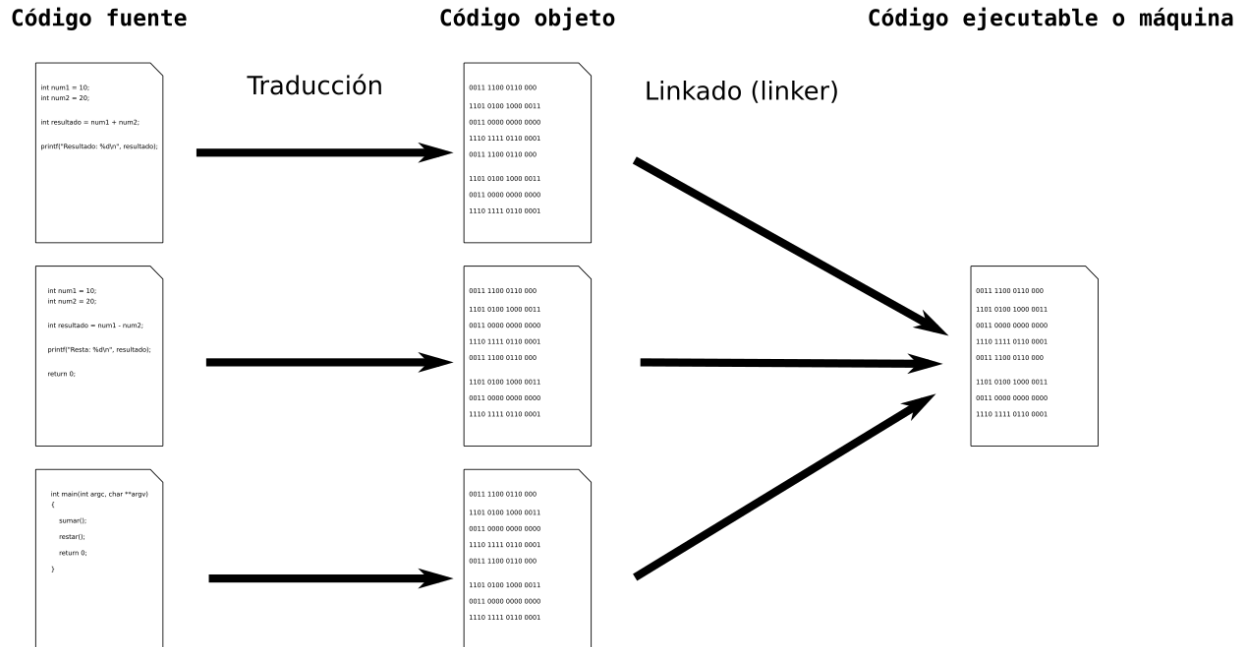 Código fuente
Código objeto
Código ejecutable o máquina
Traducción
Linkado (linker)
int num1 = 10;
int num2 = 20;
int resultado = num1 + num2;
printf("Resultado: %d\n", resultado);
0011 1100 0110 000
1101 0100 1000 0011
0011 0000 0000 0000
1110 1111 0110 0001
0011 1100 0110 000
1101 0100 1000 0011
0011 0000 0000 0000
1110 1111 0110 0001
int num1 = 10;
int num2 = 20;
int resultado = num1 - num2;
printf("Resta: %d\n", resultado);
return 0;
0011 1100 0110 000
1101 0100 1000 0011
0011 0000 0000 0000
1110 1111 0110 0001
0011 1100 0110 000
1101 0100 1000 0011
0011 0000 0000 0000
1110 1111 0110 0001
0011 1100 0110 000
1101 0100 1000 0011
0011 0000 0000 0000
1110 1111 0110 0001
0011 1100 0110 000
1101 0100 1000 0011
0011 0000 0000 0000
1110 1111 0110 0001
int main(int argc, char **argv)
{
sumar();
restar();
return 0;
}
0011 1100 0110 000
1101 0100 1000 0011
0011 0000 0000 0000
1110 1111 0110 0001
0011 1100 0110 000
1101 0100 1000 0011
0011 0000 0000 0000
1110 1111 0110 0001